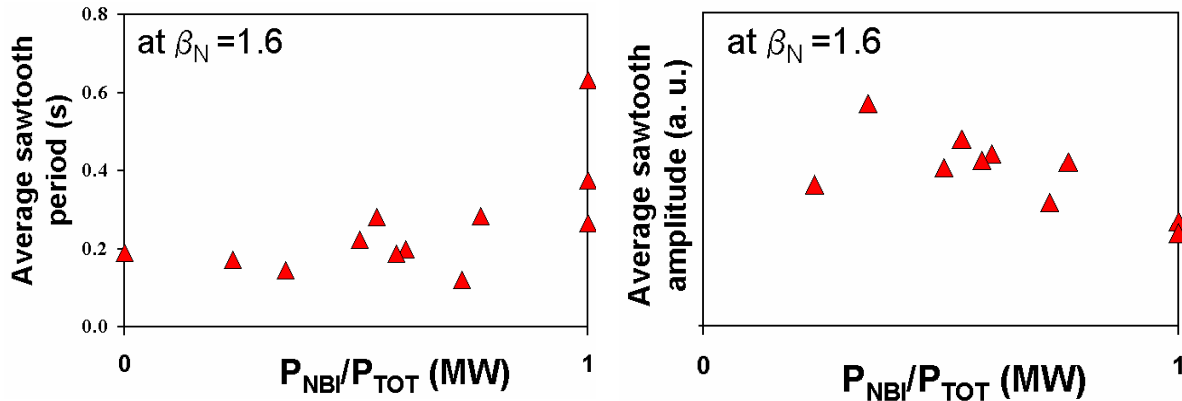 Average sawtooth
period (s)
0.8
0.6
0.4
0.2
0.0
at βN =1.6
0
1
PNBI/PTOT (MW)
Average sawtooth
amplitude (a. u.)
at βN =1.6
0
1
PNBI/PTOT (MW)